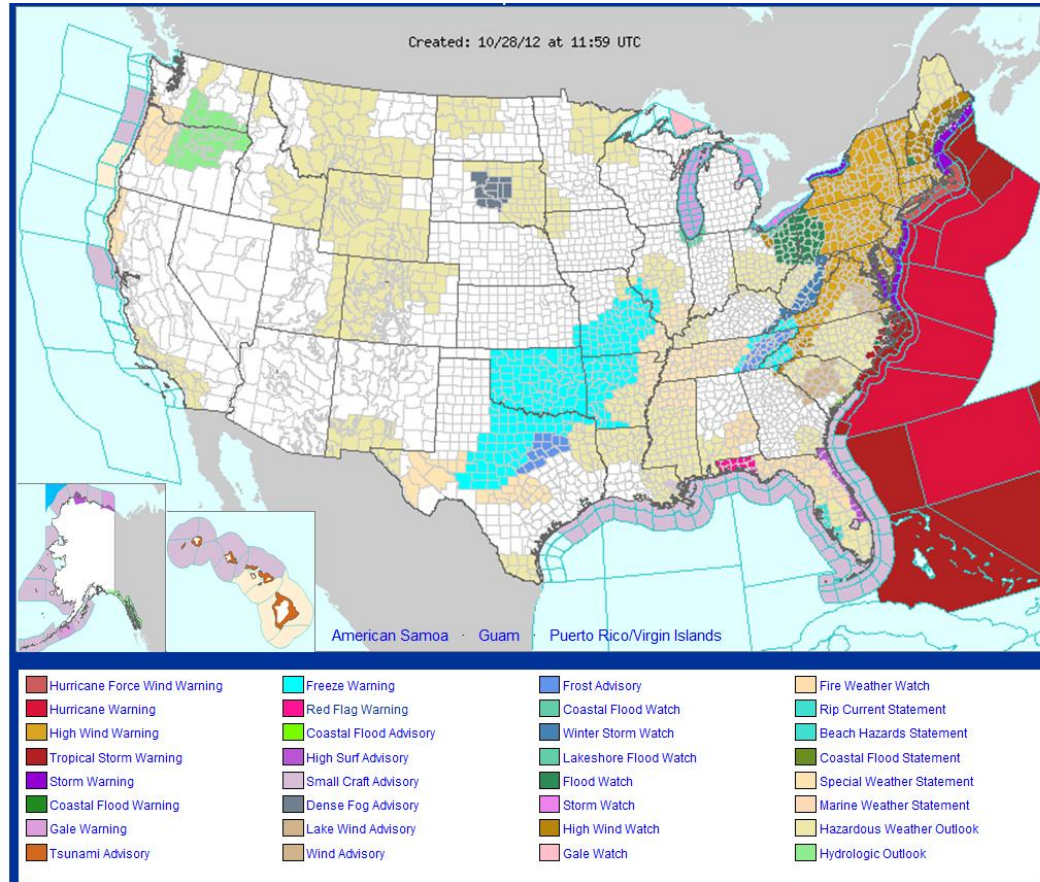 Created: 10/28/12 at 11:59 UTC
American Samoa · Guam · Puerto Rico/Virgin Islands
Hurricane Force Wind Warning
Hurricane Warning
High Wind Warning
Tropical Storm Warning
Storm Warning
Coastal Flood Warning
Gale Warning
Tsunami Advisory
Freeze Warning
Red Flag Warning
Coastal Flood Advisory
High Surf Advisory
Small Craft Advisory
Dense Fog Advisory
Lake Wind Advisory
Wind Advisory
Frost Advisory
Coastal Flood Watch
Winter Storm Watch
Lakeshore Flood Watch
Flood Watch
Storm Watch
High Wind Watch
Gale Watch
Fire Weather Watch
Rip Current Statement
Beach Hazards Statement
Coastal Flood Statement
Special Weather Statement
Marine Weather Statement
Hazardous Weather Outlook
Hydrologic Outlook